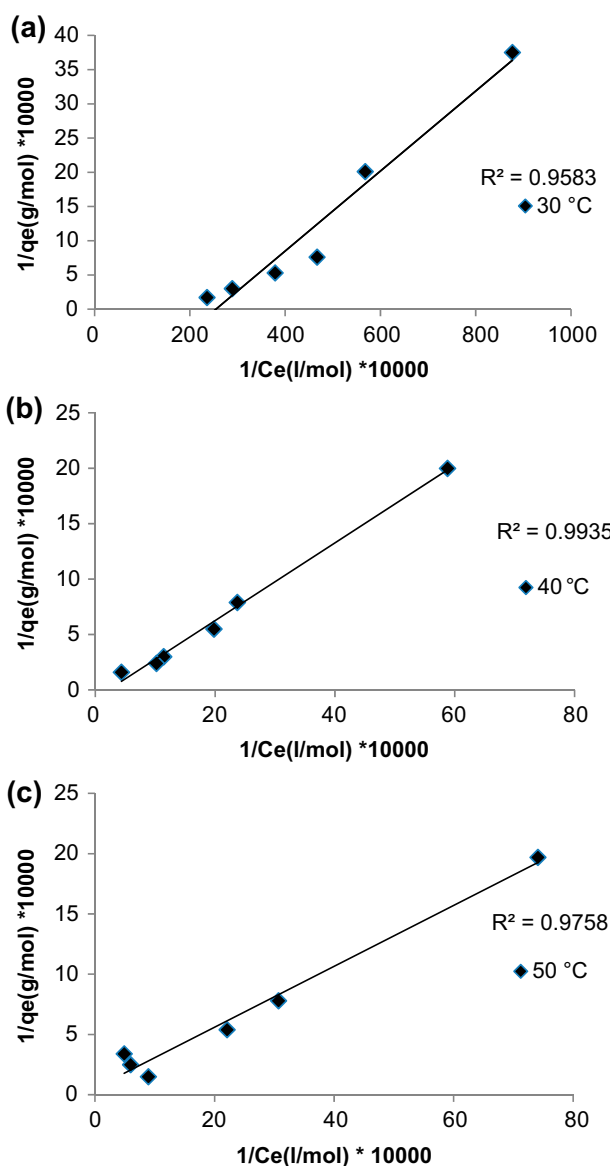 (a)
40
35
30
25
20
15
10
5
0
1/qe(g/mol) *10000
R² = 0.9583
30 °C
0 200 400 600 800 1000
1/Ce(l/mol) *10000
(b)
25
20
15
10
5
0
1/qe(g/mol) *10000
R² = 0.9935
40 °C
0 20 40 60 80
1/Ce(l/mol) *10000
(c)
25
20
15
10
5
0
1/qe(g/mol) *10000
R² = 0.9758
50 °C
0 20 40 60 80
1/Ce(l/mol) * 10000